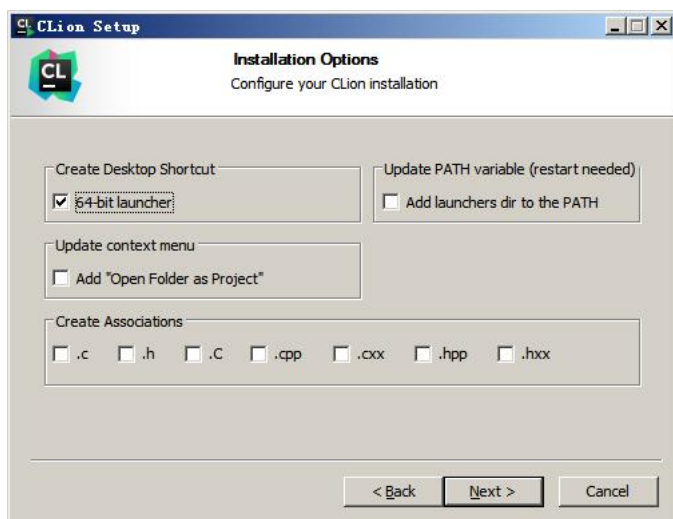 CLion Setup
CL
Installation Options
Configure your CLion installation
Create Desktop Shortcut
64-bit launcher
Update PATH variable (restart needed)
Add launchers dir to the PATH
Update context menu
Add "Open Folder as Project"
Create Associations
.c .h .C .cpp .cxx .hpp .hxx
< Back Next > Cancel